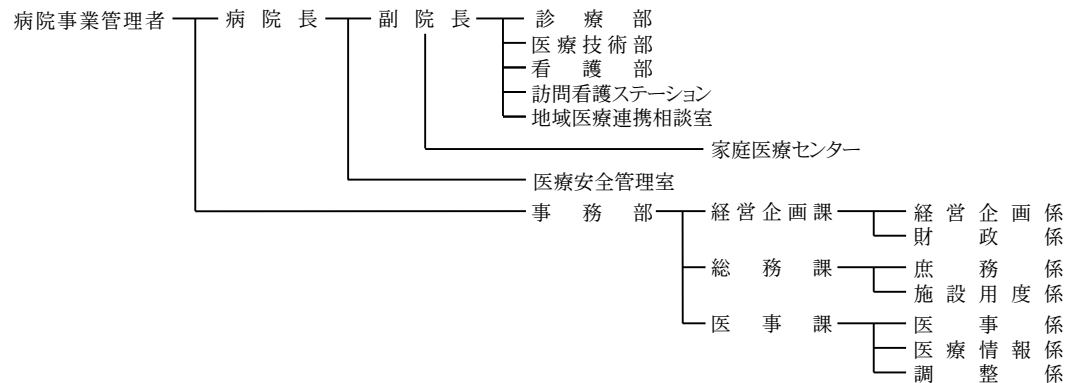 病院事業管理者 病院長 副院長 診療部
医療技術部
看護部
訪問看護ステーション
地域医療連携相談室
家庭医療センター
医療安全管理室
事務部 経営企画課 経営企画係
財政係
総務課 庶務係
施設用度係
医事課 医事係
医療情報係
調整係